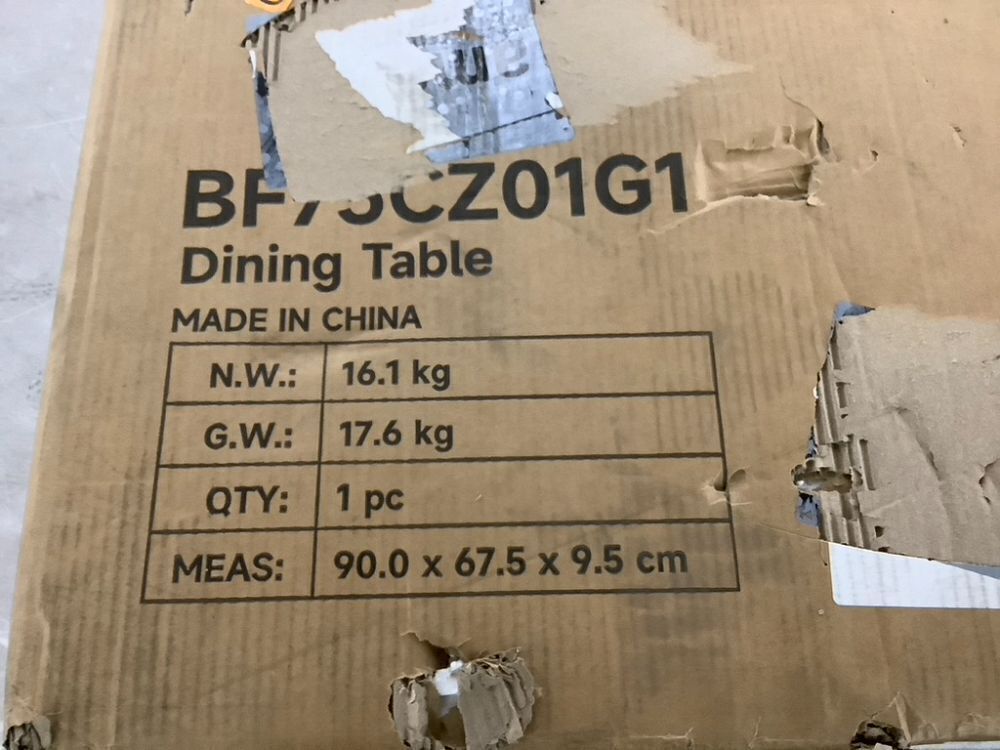 BF75CZ01G1
Dining Table
MADE IN CHINA
N.W.: 16.1 kg
G.W.: 17.6 kg
QTY: 1 pc
MEAS: 90.0 x 67.5 x 9.5 cm